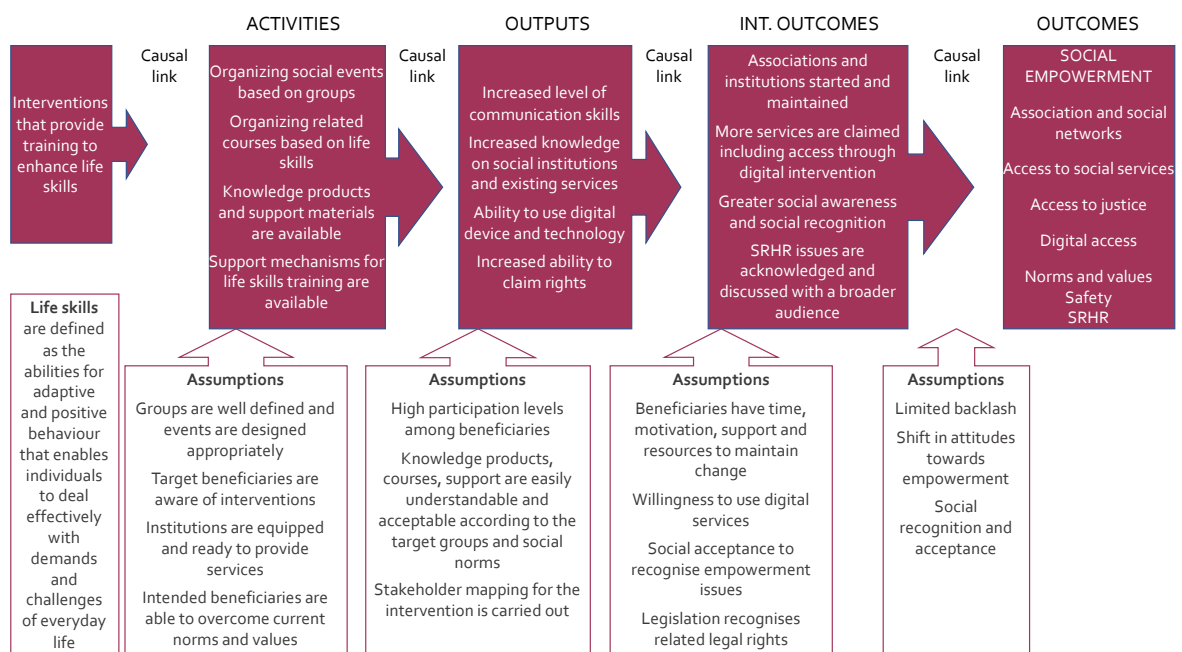 ACTIVITIES
OUTPUTS
INT. OUTCOMES
OUTCOMES
Interventions
that provide
training to
enhance life
skills
Causal
link
Organizing social events
based on groups
Organizing related
courses based on life
skills
Knowledge products
and support materials
are available
Support mechanisms for
life skills training are
available
Causal
link
Increased level of
communication skills
Increased knowledge
on social institutions
and existing services
Ability to use digital
device and technology
Increased ability to
claim rights
Causal
link
Associations and
institutions started and
maintained
More services are claimed
including access through
digital intervention
Greater social awareness
and social recognition
SRHR issues are
acknowledged and
discussed with a broader
audience
Causal
link
SOCIAL
EMPOWERMENT
Association and social
networks
Access to social services
Access to justice
Digital access
Norms and values
Safety
SRHR
Life skills
are defined
as the
abilities for
adaptive
and positive
behaviour
that enables
individuals
to deal
effectively
with
demands
and
challenges
of everyday
life
Assumptions
Groups are well defined and
events are designed
appropriately
Target beneficiaries are
aware of interventions
Institutions are equipped
and ready to provide
services
Intended beneficiaries are
able to overcome current
norms and values
Assumptions
High participation levels
among beneficiaries
Knowledge products,
courses, support are easily
understandable and
acceptable according to the
target groups and social
norms
Stakeholder mapping for the
intervention is carried out
Assumptions
Beneficiaries have time,
motivation, support and
resources to maintain
change
Willingness to use digital
services
Social acceptance to
recognise empowerment
issues
Legislation recognises
related legal rights
Assumptions
Limited backlash
Shift in attitudes
towards
empowerment
Social
recognition and
acceptance